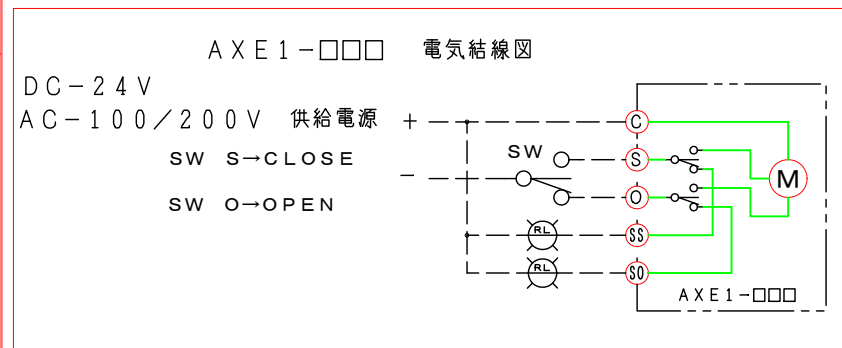 AXE1-□□□ 電気結線図
DC-24V
AC-100/200V 供給電源 +
C
SW S→CLOSE
SW
S
-
M
SW O→OPEN
O
RL
SS
RL
SO
AXE1-□□□